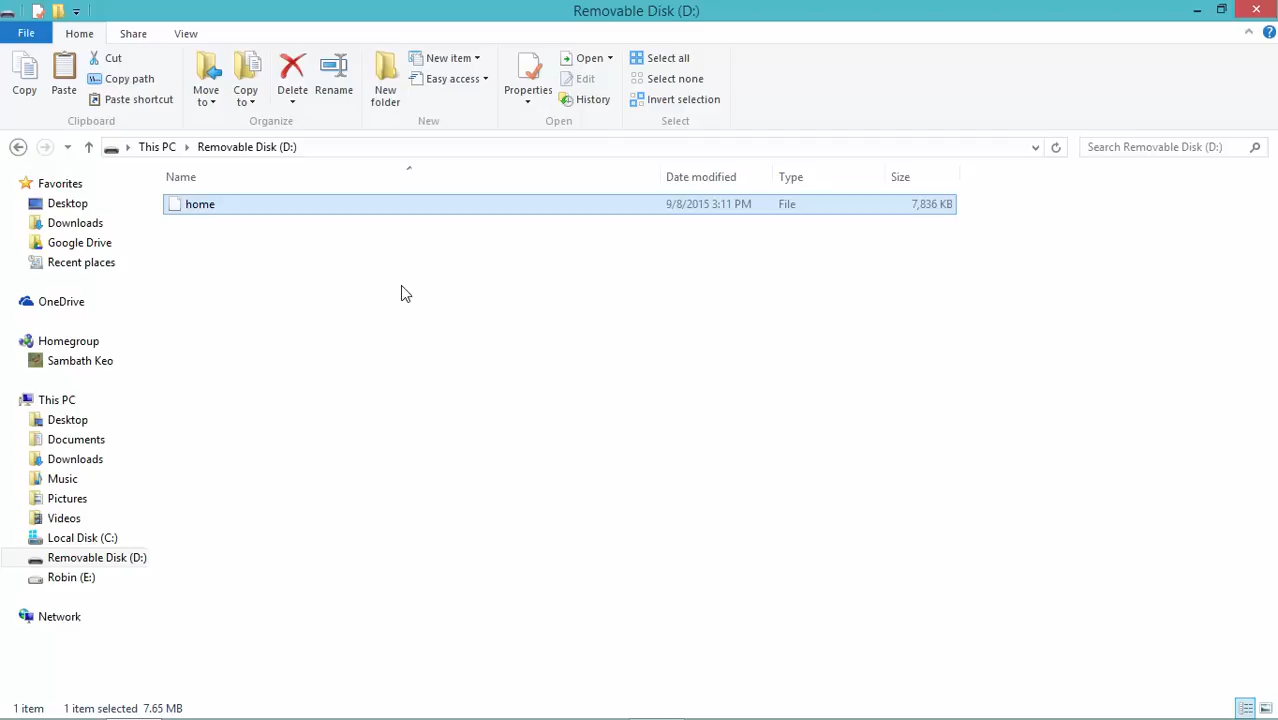 Removable Disk (D:)
File
Home
Share
View
Copy
Paste
Cut
Copy path
Paste shortcut
Clipboard
Move to
Copy to
Delete
Rename
Organize
New folder
New item
Easy access
New
Properties
Open
Edit
History
Open
Select all
Select none
Invert selection
Select
This PC
Removable Disk (D:)
Search Removable Disk (D:)
Name
Date modified
Type
Size
home
9/8/2015 3:11 PM
File
7,836 KB
Favorites
Desktop
Downloads
Google Drive
Recent places
OneDrive
Homegroup
Sambath Keo
This PC
Desktop
Documents
Downloads
Music
Pictures
Videos
Local Disk (C:)
Removable Disk (D:)
Robin (E:)
Network
1 item
1 item selected 7.65 MB